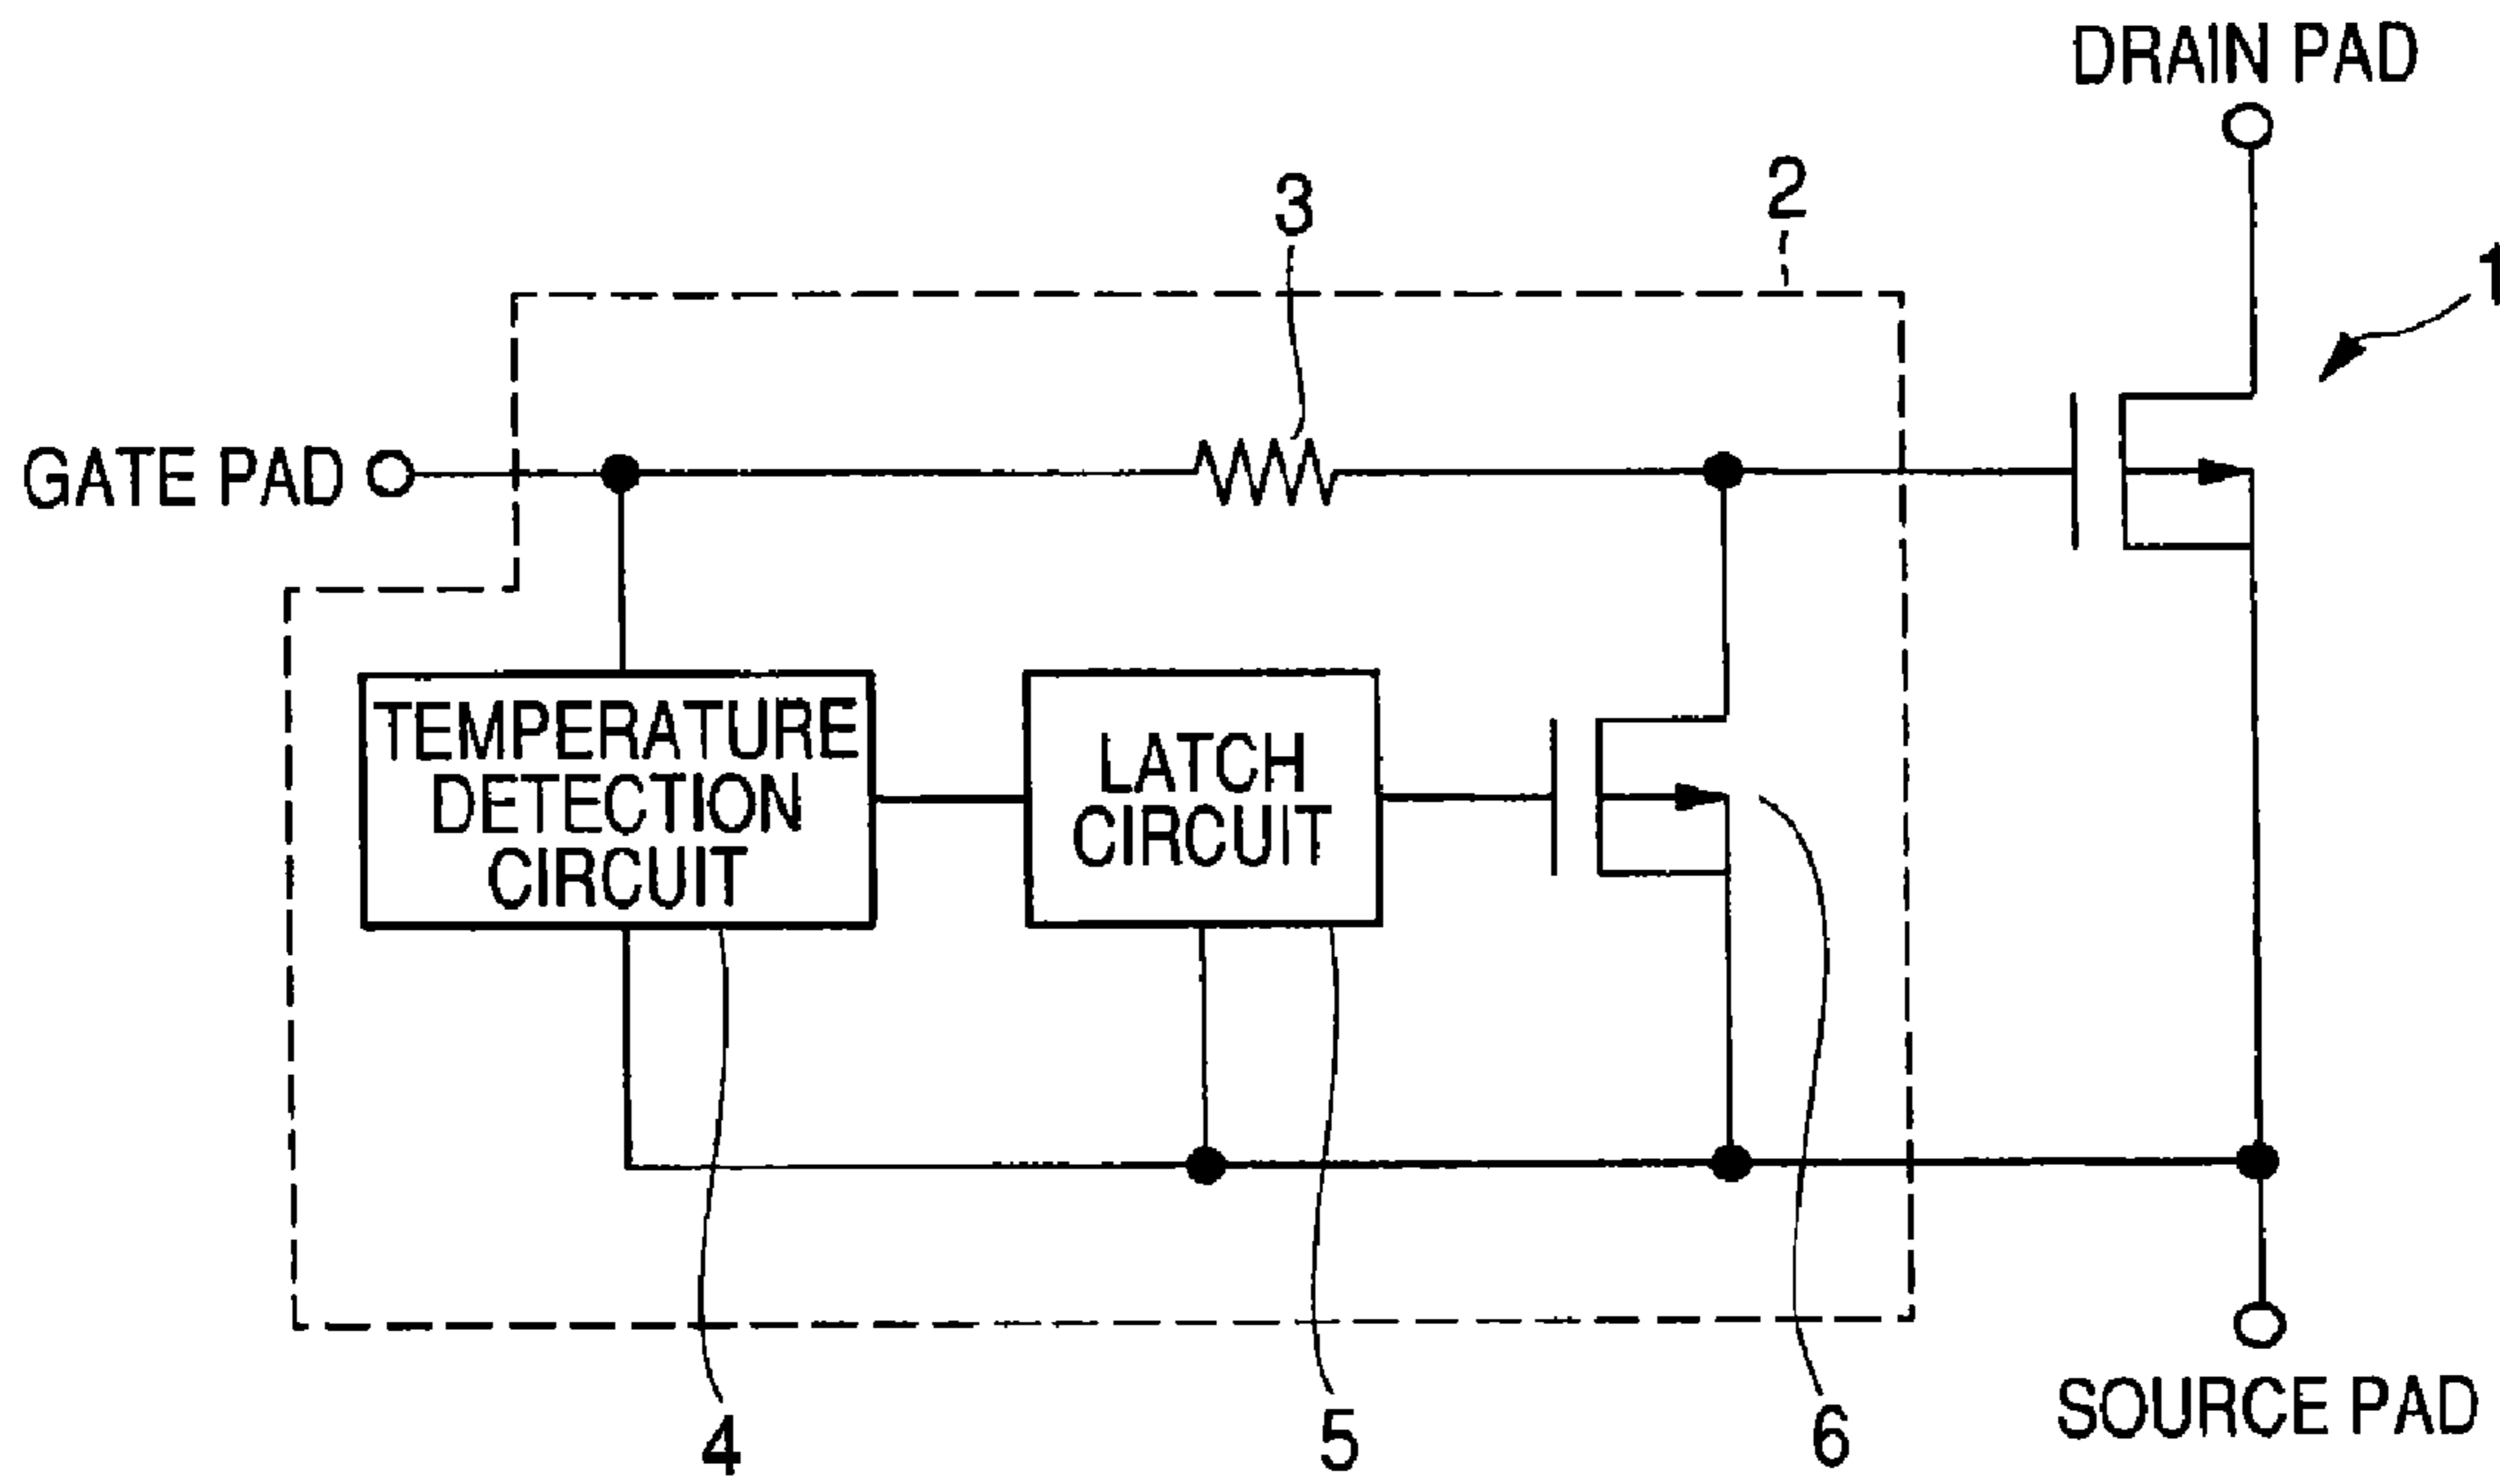 DRAIN PAD
3
2
1
GATE PAD
TEMPERATURE
DETECTION
CIRCUIT
LATCH
CIRCUIT
4
5
6
SOURCE PAD